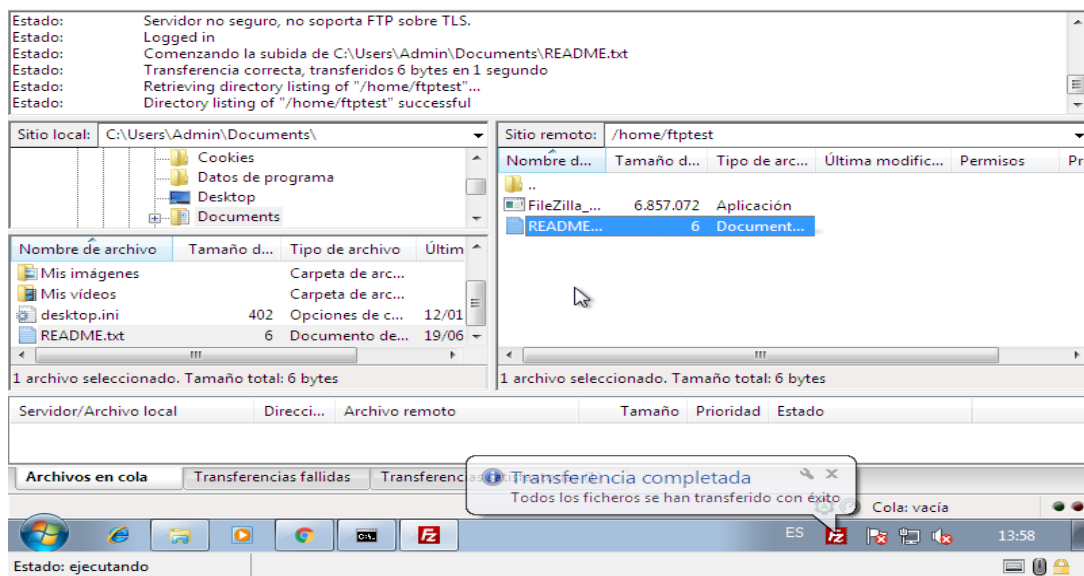 Estado: Servidor no seguro, no soporta FTP sobre TLS.
Estado: Logged in
Estado: Comenzando la subida de C:\Users\Admin\Documents\README.txt
Estado: Transferencia correcta, transferidos 6 bytes en 1 segundo
Estado: Retrieving directory listing of "/home/ftptest"...
Estado: Directory listing of "/home/ftptest" successful
Sitio local: C:\Users\Admin\Documents\
Cookies
Datos de programa
Desktop
Documents
Nombre de archivo Tamaño d... Tipo de archivo Últim
Mis imágenes Carpeta de arc...
Mis vídeos Carpeta de arc...
desktop.ini 402 Opciones de c... 12/01
README.txt 6 Documento de... 19/06
1 archivo seleccionado. Tamaño total: 6 bytes
Sitio remoto: /home/ftptest
Nombre d... Tamaño d... Tipo de arc... Última modific... Permisos Pr
..
FileZilla_... 6.857.072 Aplicación
README... 6 Document...
1 archivo seleccionado. Tamaño total: 6 bytes
Servidor/Archivo local Direcci... Archivo remoto Tamaño Prioridad Estado
Archivos en cola Transferencias fallidas Transferencias
Transferencia completada
Todos los ficheros se han transferido con éxito
Cola: vacía
ES 13:58
Estado: ejecutando